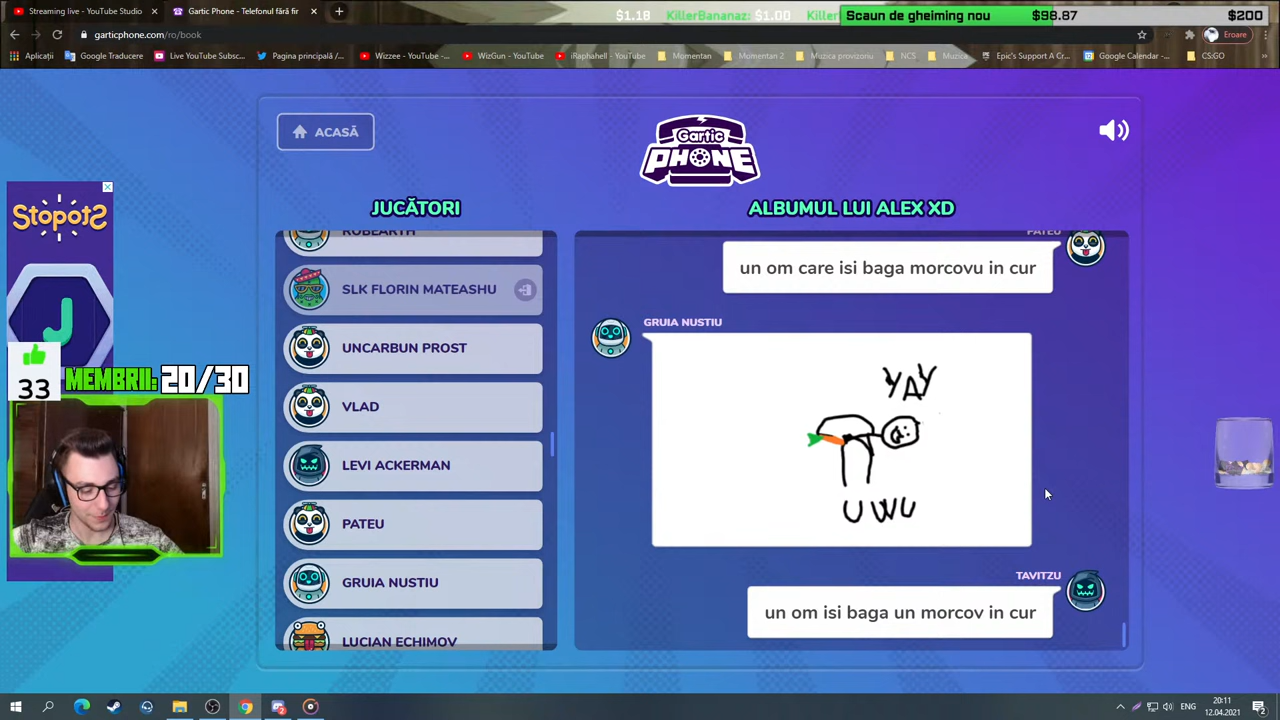 Streaming live - YouTube Studio
Gartic Phone - Telefonul fără fir
$1.18 KillerBananaz: $1.00 Killer
Scaun de gheiming nou $98.87 $200
garticphone.com/ro/book
Eroare
Aplicații
Google Traducere
Live YouTube Subsc...
Pagina principală /...
Wizzee - YouTube -...
WizGun - YouTube
iRaphahell - YouTube
Momentan
Momentan 2
Muzica provizoriu
NCS
Muzica
Epic's Support A Cr...
Google Calendar -...
CS:GO
ACASĂ
Gartic
PHONE
JUCĂTORI
ALBUMUL LUI ALEX XD
StopotS
J
ROBEARTH
SLK FLORIN MATEASHU
UNCARBUN PROST
VLAD
LEVI ACKERMAN
PATEU
GRUIA NUSTIU
LUCIAN ECHIMOV
33
MEMBRII: 20/30
PATEU
un om care isi baga morcovu in cur
GRUIA NUSTIU
YAY
UWU
TAVITZU
un om isi baga un morcov in cur
ENG
20:11
12.04.2021
2